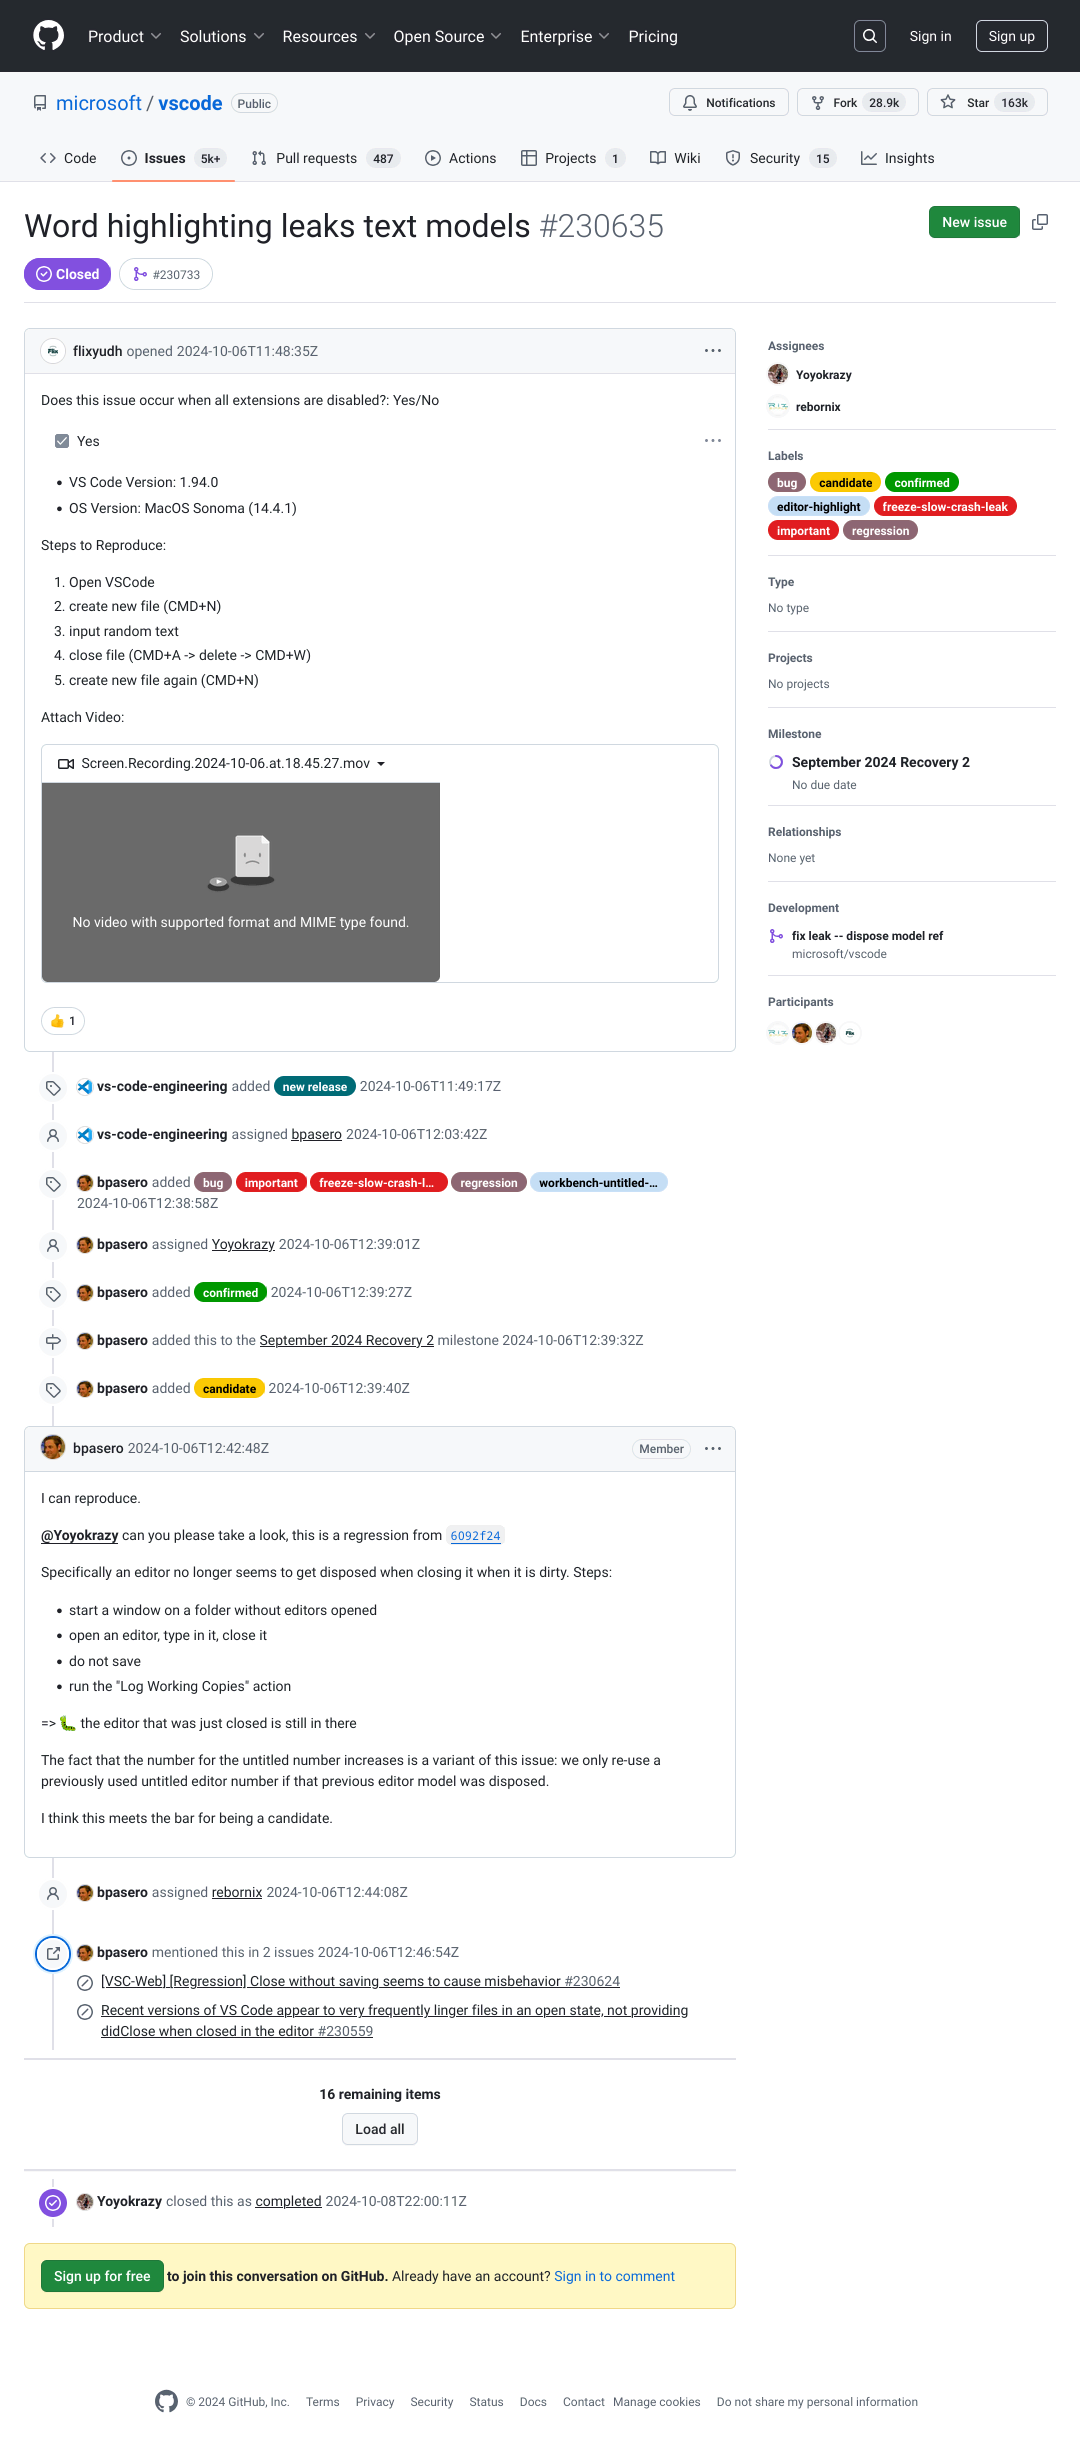 Product Solutions Resources Open Source Enterprise Pricing Sign in Sign up
microsoft / vscode Public Notifications Fork 28.9k Star 163k
Code Issues 5k+ Pull requests 487 Actions Projects 1 Wiki Security 15 Insights
Word highlighting leaks text models #230635 New issue
Closed #230733
flixyudh opened 2024-10-06T11:48:35Z
Does this issue occur when all extensions are disabled?: Yes/No
Yes
• VS Code Version: 1.94.0
• OS Version: MacOS Sonoma (14.4.1)
Steps to Reproduce:
1. Open VSCode
2. create new file (CMD+N)
3. input random text
4. close file (CMD+A -> delete -> CMD+W)
5. create new file again (CMD+N)
Attach Video:
Screen.Recording.2024-10-06.at.18.45.27.mov
No video with supported format and MIME type found.
👍 1
Assignees
Yoyokrazy
rebornix
Labels
bug candidate confirmed
editor-highlight freeze-slow-crash-leak
important regression
Type
No type
Projects
No projects
Milestone
September 2024 Recovery 2
No due date
Relationships
None yet
Development
fix leak -- dispose model ref
microsoft/vscode
Participants
vs-code-engineering added new release 2024-10-06T11:49:17Z
vs-code-engineering assigned bpasero 2024-10-06T12:03:42Z
bpasero added bug important freeze-slow-crash-l... regression workbench-untitled-...
2024-10-06T12:38:58Z
bpasero assigned Yoyokrazy 2024-10-06T12:39:01Z
bpasero added confirmed 2024-10-06T12:39:27Z
bpasero added this to the September 2024 Recovery 2 milestone 2024-10-06T12:39:32Z
bpasero added candidate 2024-10-06T12:39:40Z
bpasero 2024-10-06T12:42:48Z Member
I can reproduce.
@Yoyokrazy can you please take a look, this is a regression from 6092f24
Specifically an editor no longer seems to get disposed when closing it when it is dirty. Steps:
• start a window on a folder without editors opened
• open an editor, type in it, close it
• do not save
• run the "Log Working Copies" action
=> 🐛 the editor that was just closed is still in there
The fact that the number for the untitled number increases is a variant of this issue: we only re-use a
previously used untitled editor number if that previous editor model was disposed.
I think this meets the bar for being a candidate.
bpasero assigned rebornix 2024-10-06T12:44:08Z
bpasero mentioned this in 2 issues 2024-10-06T12:46:54Z
[VSC-Web] [Regression] Close without saving seems to cause misbehavior #230624
Recent versions of VS Code appear to very frequently linger files in an open state, not providing
didClose when closed in the editor #230559
16 remaining items
Load all
Yoyokrazy closed this as completed 2024-10-08T22:00:11Z
Sign up for free to join this conversation on GitHub. Already have an account? Sign in to comment
© 2024 GitHub, Inc. Terms Privacy Security Status Docs Contact Manage cookies Do not share my personal information